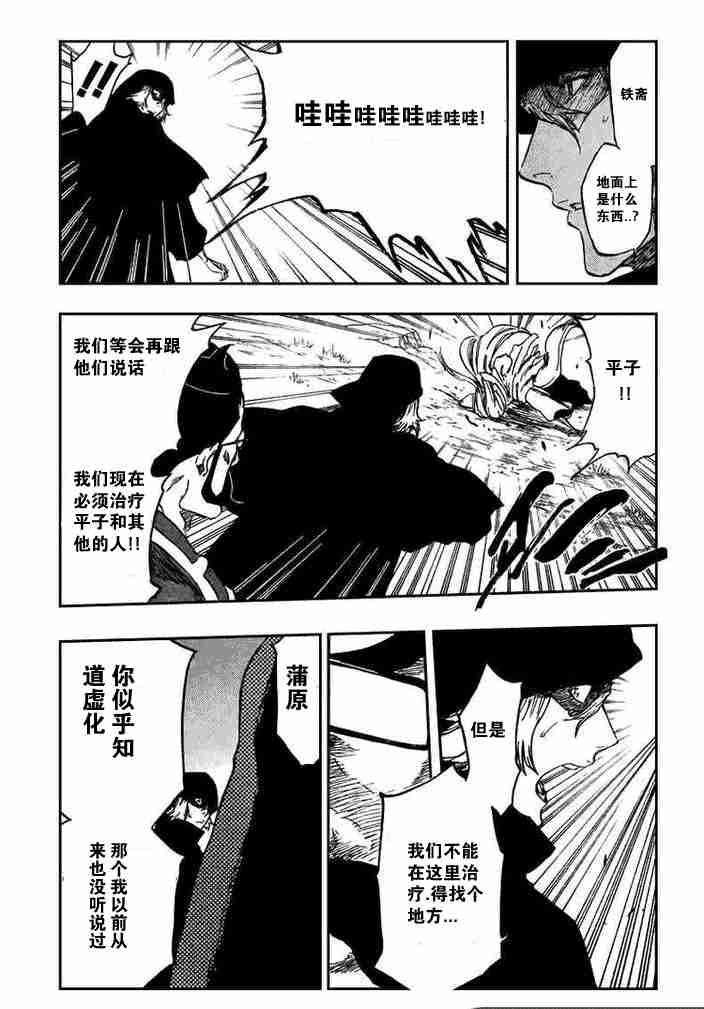 铁斋
地面上
是什么
东西..?
哇哇哇哇哇哇哇哇!
!!
平子
!!
我们等会再跟
他们说话
我们现在
必须治疗
平子和其
他的人!!
但是
我们不能
在这里治
疗.得找个
地方...
蒲原
你似乎知
道虚化
那个我以前从
来也没听说过